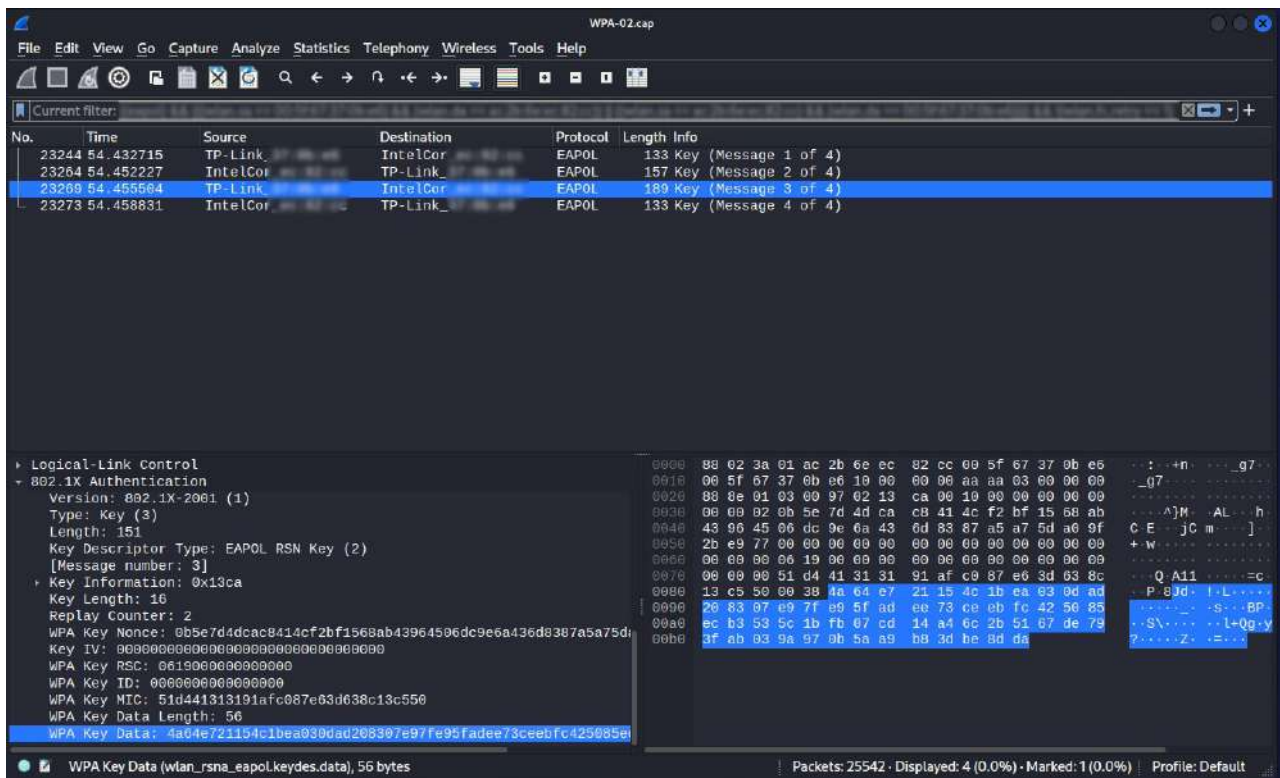 WPA-02.cap
File Edit View Go Capture Analyze Statistics Telephony Wireless Tools Help
Current filter:
No. Time Source Destination Protocol Length Info
23244 54.432715 TP-Link_ IntelCor_ EAPOL 133 Key (Message 1 of 4)
23264 54.452227 IntelCor_ TP-Link_ EAPOL 157 Key (Message 2 of 4)
23269 54.455504 TP-Link_ IntelCor_ EAPOL 189 Key (Message 3 of 4)
23273 54.458831 IntelCor_ TP-Link_ EAPOL 133 Key (Message 4 of 4)
Logical-Link Control
802.1X Authentication
Version: 802.1X-2001 (1)
Type: Key (3)
Length: 151
Key Descriptor Type: EAPOL RSN Key (2)
[Message number: 3]
Key Information: 0x13ca
Key Length: 16
Replay Counter: 2
WPA Key Nonce: 0b5e7d4dcac8414cf2bf1568ab43964506dc9e6a436d8387a5a75d
Key IV: 00000000000000000000000000000000
WPA Key RSC: 0619000000000000
WPA Key ID: 0000000000000000
WPA Key MIC: 51d441313191afc087e63d638c13c550
WPA Key Data Length: 56
WPA Key Data: 4a64e721154c1bea030dad208307e97fe95fadee73ceebfc425085e
0000 88 02 3a 01 ac 2b 6e ec 82 cc 00 5f 67 37 0b e6 ··:··+n· ···_g7··
0010 00 5f 67 37 0b e6 10 00 00 00 aa aa 03 00 00 00 ·_g7···· ········
0020 88 8e 01 03 00 97 02 13 ca 00 10 00 00 00 00 00 ········ ········
0030 00 00 02 0b 5e 7d 4d ca c8 41 4c f2 bf 15 68 ab ····^}M· ·AL···h·
0040 43 96 45 06 dc 9e 6a 43 6d 83 87 a5 a7 5d a0 9f C·E···jC m····]··
0050 2b e9 77 00 00 00 00 00 00 00 00 00 00 00 00 00 +·w····· ········
0060 00 00 00 06 19 00 00 00 00 00 00 00 00 00 00 00 ········ ········
0070 00 00 00 51 d4 41 31 31 91 af c0 87 e6 3d 63 8c ···Q·A11 ·····=c·
0080 13 c5 50 00 38 4a 64 e7 21 15 4c 1b ea 03 0d ad ··P·8Jd· !·L·····
0090 20 83 07 e9 7f e9 5f ad ee 73 ce eb fc 42 50 85 ······_· ·s···BP·
00a0 ec b3 53 5c 1b fb 07 cd 14 a4 6c 2b 51 67 de 79 ··S\···· ··l+Qg·y
00b0 3f ab 03 9a 97 0b 5a a9 b8 3d be 8d da ?·····Z· ·=···
WPA Key Data (wlan_rsna_eapol.keydes.data), 56 bytes
Packets: 25542 · Displayed: 4 (0.0%) · Marked: 1 (0.0%)
Profile: Default